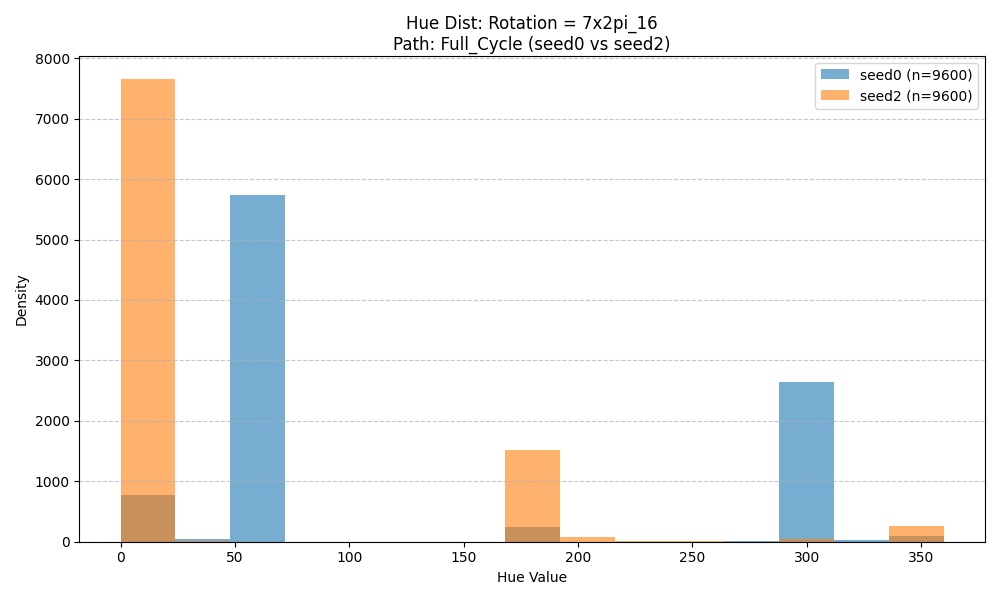 Hue Dist: Rotation = 7x2pi_16
Path: Full_Cycle (seed0 vs seed2)
seed0 (n=9600)
seed2 (n=9600)
8000
7000
6000
5000
4000
3000
2000
1000
0
Density
0 50 100 150 200 250 300 350
Hue Value